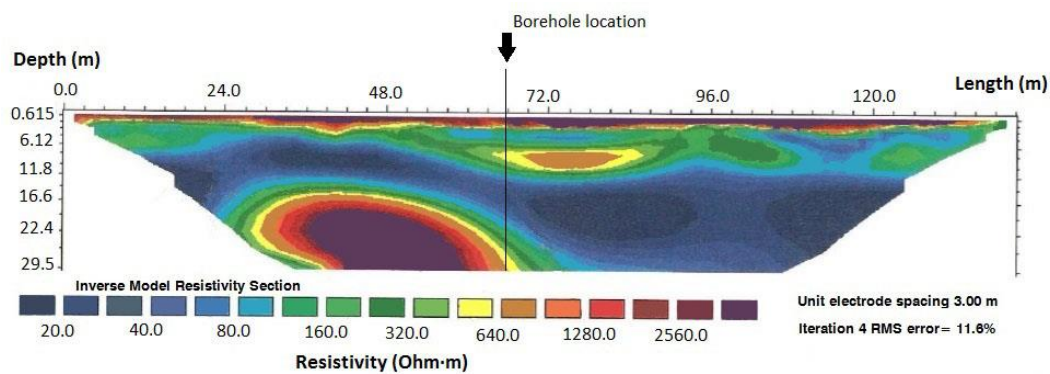 Borehole location
Depth (m)
Length (m)
0.0 24.0 48.0 72.0 96.0 120.0
0.615
6.12
11.8
16.6
22.4
29.5
Inverse Model Resistivity Section
Unit electrode spacing 3.00 m
20.0 40.0 80.0 160.0 320.0 640.0 1280.0 2560.0
Iteration 4 RMS error= 11.6%
Resistivity (Ohm·m)